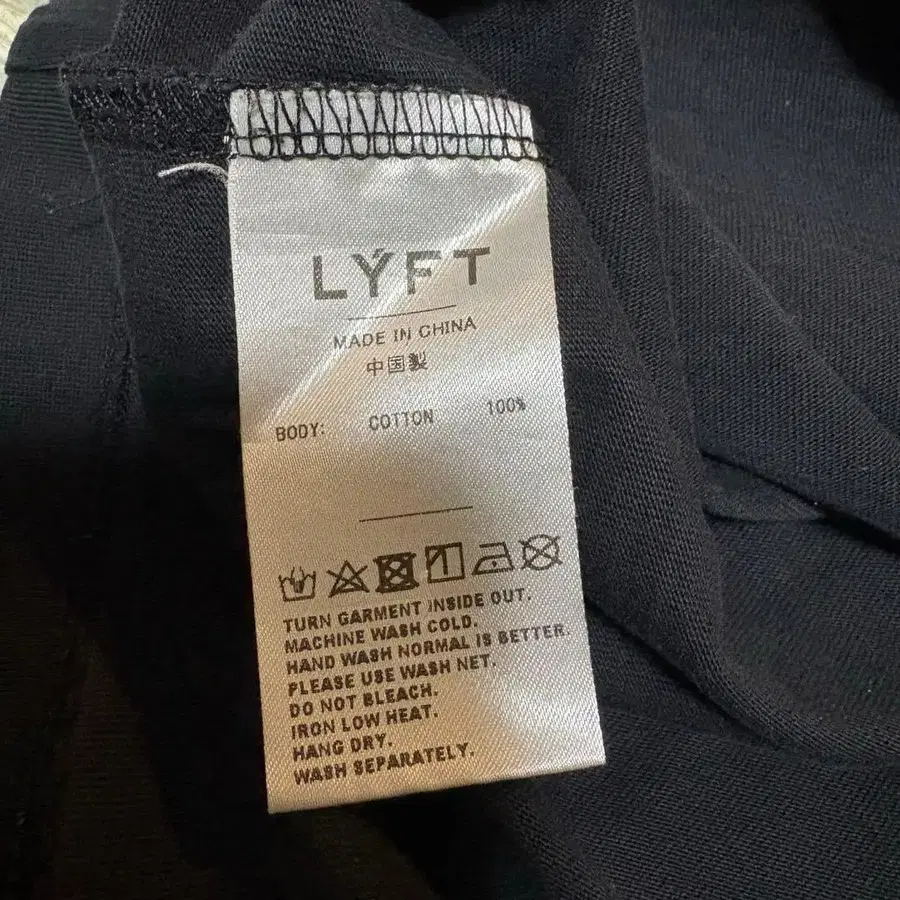 LÝFT
MADE IN CHINA
中国製
BODY: COTTON 100%
TURN GARMENT INSIDE OUT.
MACHINE WASH COLD.
HAND WASH NORMAL IS BETTER.
PLEASE USE WASH NET.
DO NOT BLEACH.
IRON LOW HEAT.
HANG DRY.
WASH SEPARATELY.